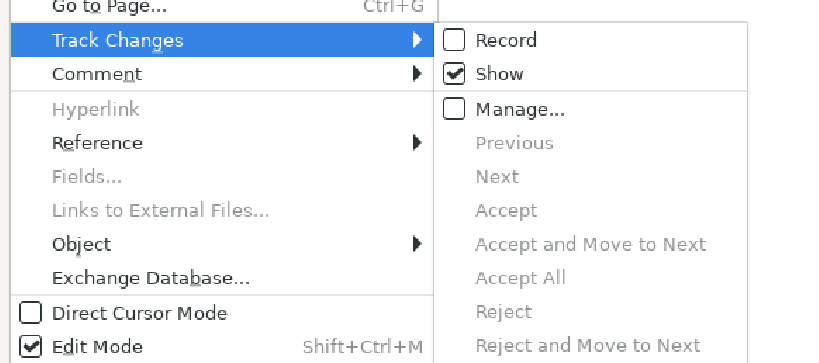 Go to Page... Ctrl+G
Track Changes
Comment
Hyperlink
Reference
Fields...
Links to External Files...
Object
Exchange Database...
Direct Cursor Mode
Edit Mode Shift+Ctrl+M
Record
Show
Manage...
Previous
Next
Accept
Accept and Move to Next
Accept All
Reject
Reject and Move to Next